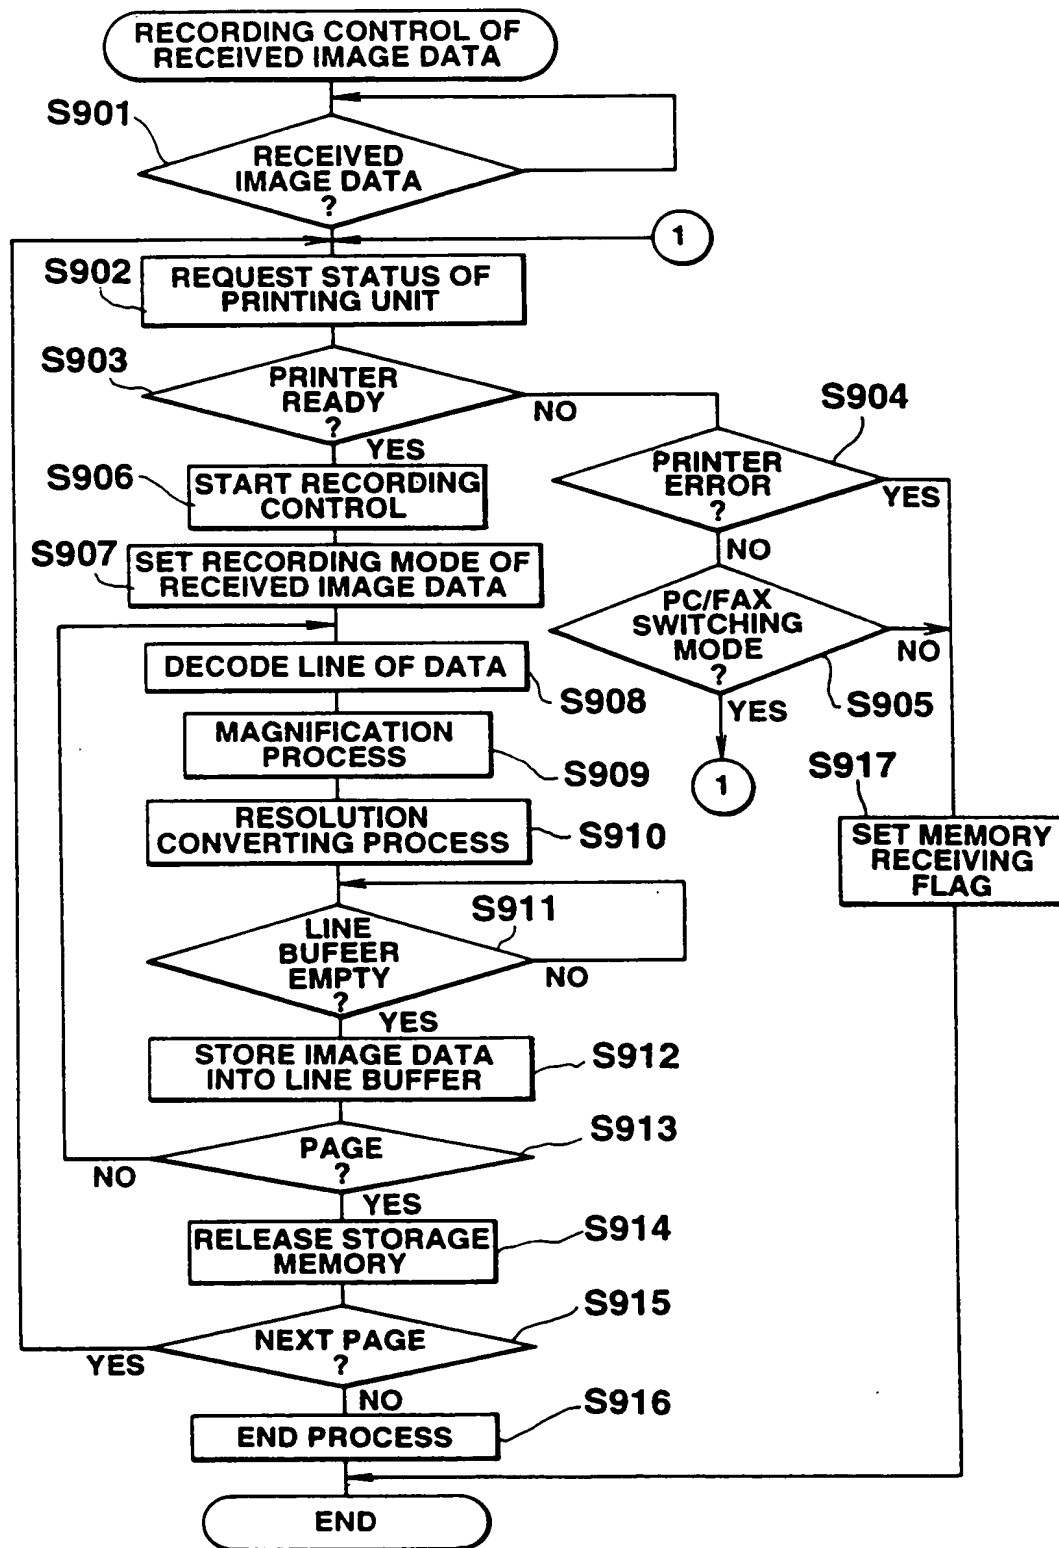 RECORDING CONTROL OF
RECEIVED IMAGE DATA
S901
RECEIVED
IMAGE DATA
?
1
S902
REQUEST STATUS OF
PRINTING UNIT
S903
PRINTER
READY
?
NO
YES
S904
PRINTER
ERROR
?
YES
NO
S906
START RECORDING
CONTROL
S907
SET RECORDING MODE OF
RECEIVED IMAGE DATA
PC/FAX
SWITCHING
MODE
?
NO
YES
S905
1
DECODE LINE OF DATA
S908
MAGNIFICATION
PROCESS
S909
S917
SET MEMORY
RECEIVING
FLAG
RESOLUTION
CONVERTING PROCESS
S910
S911
LINE
BUFEER
EMPTY
?
NO
YES
STORE IMAGE DATA
INTO LINE BUFFER
S912
S913
PAGE
?
NO
YES
RELEASE STORAGE
MEMORY
S914
S915
NEXT PAGE
?
YES
NO
S916
END PROCESS
END